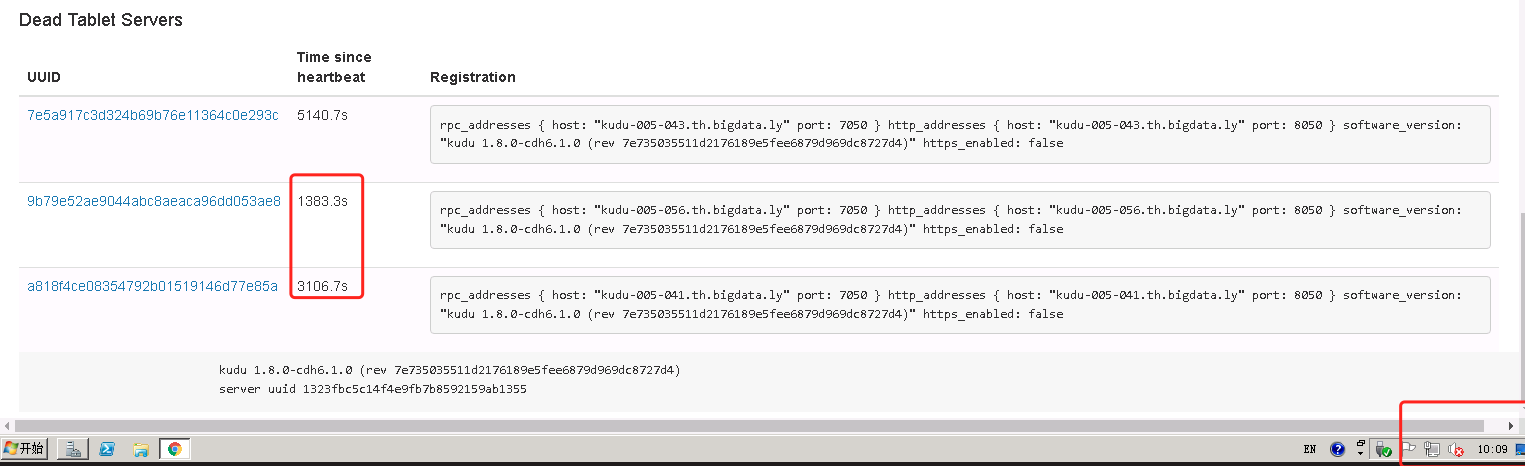 Dead Tablet Servers
UUID Time since heartbeat Registration
7e5a917c3d324b69b76e11364c0e293c 5140.7s
rpc_addresses { host: "kudu-005-043.th.bigdata.ly" port: 7050 } http_addresses { host: "kudu-005-043.th.bigdata.ly" port: 8050 } software_version:
"kudu 1.8.0-cdh6.1.0 (rev 7e735035511d2176189e5fee6879d969dc8727d4)" https_enabled: false
9b79e52ae9044abc8aeaca96dd053ae8 1383.3s
rpc_addresses { host: "kudu-005-056.th.bigdata.ly" port: 7050 } http_addresses { host: "kudu-005-056.th.bigdata.ly" port: 8050 } software_version:
"kudu 1.8.0-cdh6.1.0 (rev 7e735035511d2176189e5fee6879d969dc8727d4)" https_enabled: false
a818f4ce08354792b01519146d77e85a 3106.7s
rpc_addresses { host: "kudu-005-041.th.bigdata.ly" port: 7050 } http_addresses { host: "kudu-005-041.th.bigdata.ly" port: 8050 } software_version:
"kudu 1.8.0-cdh6.1.0 (rev 7e735035511d2176189e5fee6879d969dc8727d4)" https_enabled: false
kudu 1.8.0-cdh6.1.0 (rev 7e735035511d2176189e5fee6879d969dc8727d4)
server uuid 1323fbc5c14f4e9fb7b8592159ab1355
开始 EN 10:09